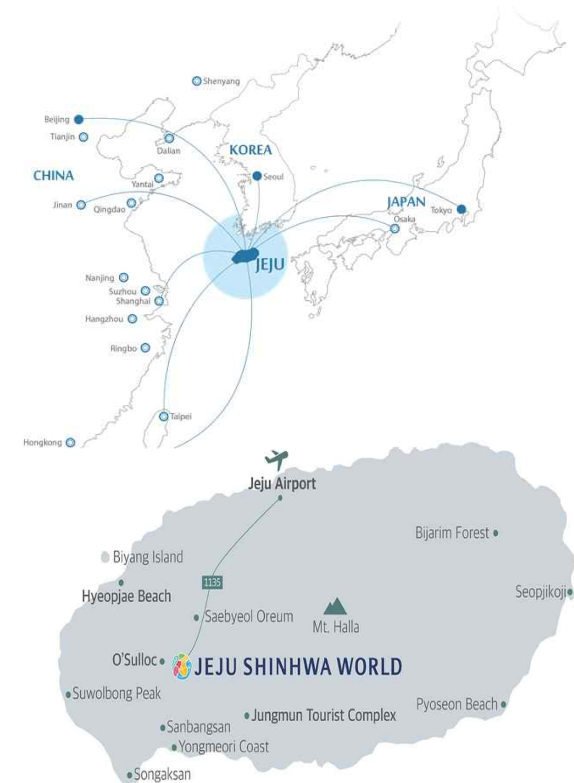 Shenyang
Beijing
Tianjin
Dalian
KOREA
CHINA
Yantai
Seoul
Jinan
Qingdao
JAPAN
Tokyo
Osaka
JEJU
Nanjing
Suzhou
Shanghai
Hangzhou
Ringbo
Taipei
Hongkong
Jeju Airport
Bijarim Forest
Biyang Island
1135
Hyeopjae Beach
Seopjikoji
Saebyeol Oreum
Mt. Halla
O'Sulloc
JEJU SHINHWA WORLD
Suwolbong Peak
Pyoseon Beach
Jungmun Tourist Complex
Sanbangsan
Yongmeori Coast
Songaksan